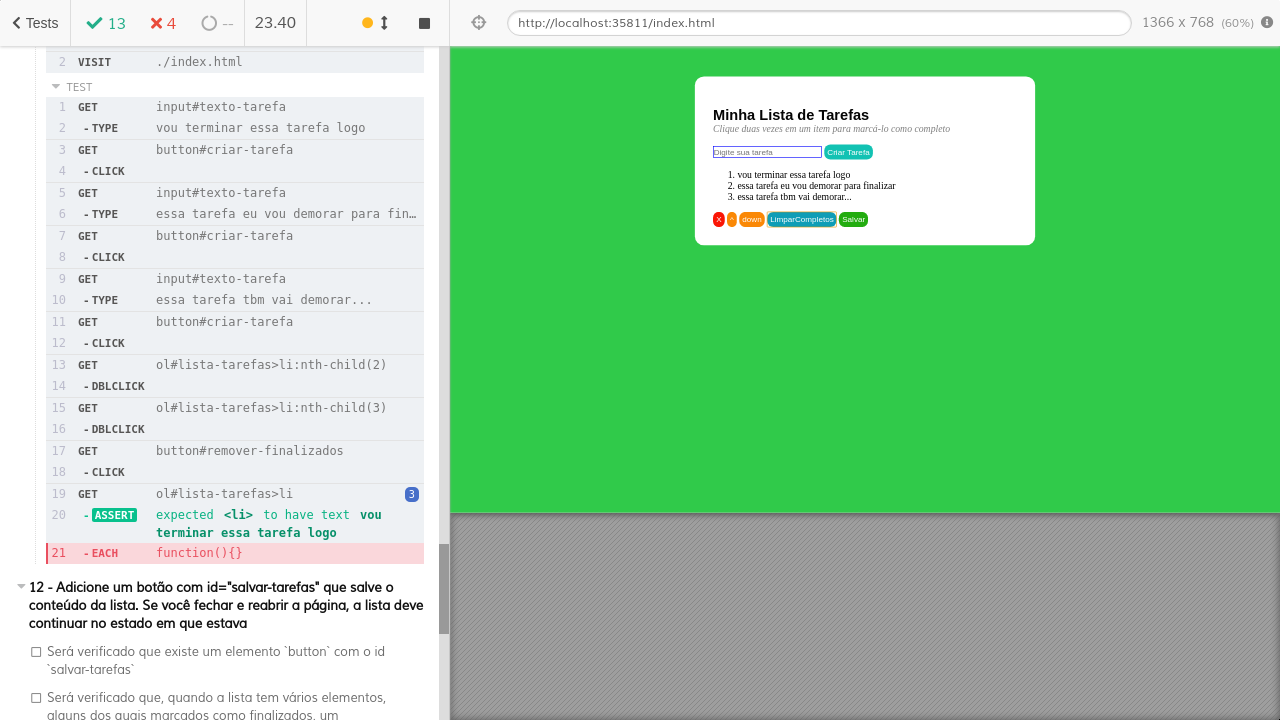 Tests
13
4
--
23.40
http://localhost:35811/index.html
1366 x 768 (60%)
2 VISIT ./index.html
TEST
1 GET input#texto-tarefa
2 - TYPE vou terminar essa tarefa logo
3 GET button#criar-tarefa
4 - CLICK
5 GET input#texto-tarefa
6 - TYPE essa tarefa eu vou demorar para fin…
7 GET button#criar-tarefa
8 - CLICK
9 GET input#texto-tarefa
10 - TYPE essa tarefa tbm vai demorar...
11 GET button#criar-tarefa
12 - CLICK
13 GET ol#lista-tarefas>li:nth-child(2)
14 - DBLCLICK
15 GET ol#lista-tarefas>li:nth-child(3)
16 - DBLCLICK
17 GET button#remover-finalizados
18 - CLICK
19 GET ol#lista-tarefas>li 3
20 - ASSERT expected <li> to have text vou
terminar essa tarefa logo
21 - EACH function(){}
12 - Adicione um botão com id="salvar-tarefas" que salve o
conteúdo da lista. Se você fechar e reabrir a página, a lista deve
continuar no estado em que estava
Será verificado que existe um elemento `button` com o id
`salvar-tarefas`
Será verificado que, quando a lista tem vários elementos,
alguns dos quais marcados como finalizados, um
Minha Lista de Tarefas
Clique duas vezes em um item para marcá-lo como completo
Digite sua tarefa Criar Tarefa
1. vou terminar essa tarefa logo
2. essa tarefa eu vou demorar para finalizar
3. essa tarefa tbm vai demorar...
X ^ down LimparCompletos Salvar